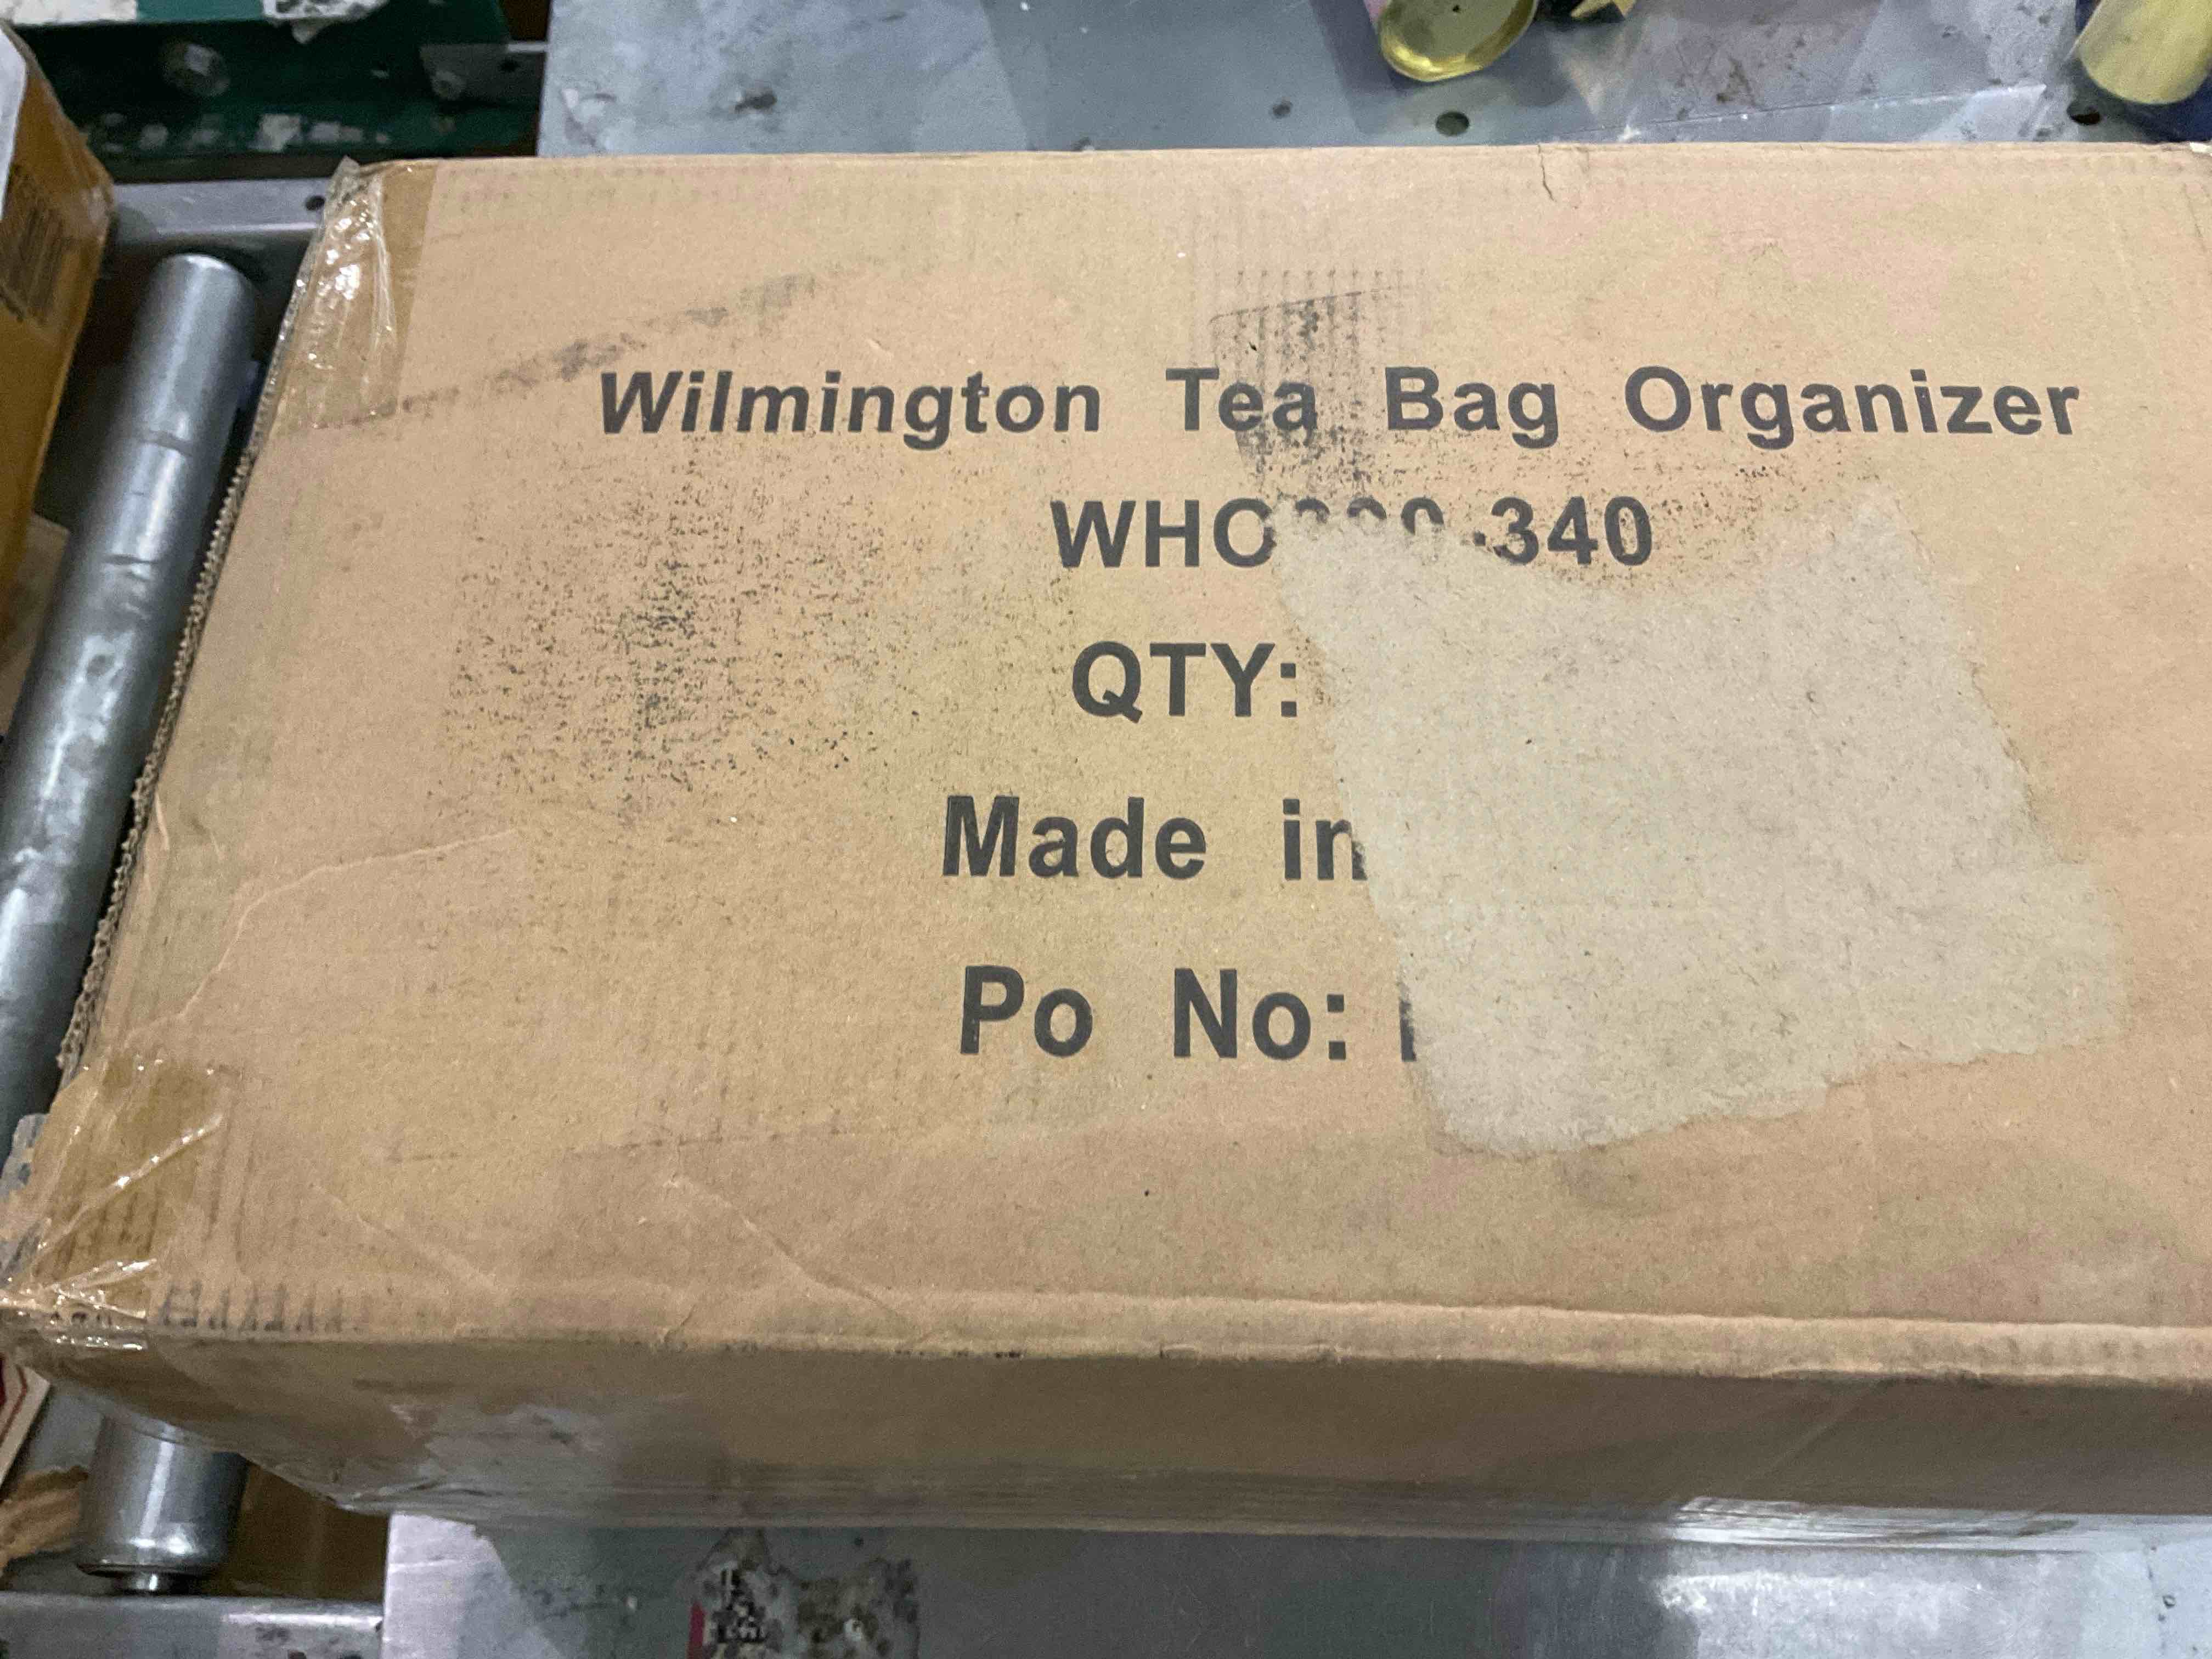 Wilmington Tea Bag Organizer
QTY:
Made in
Po No: